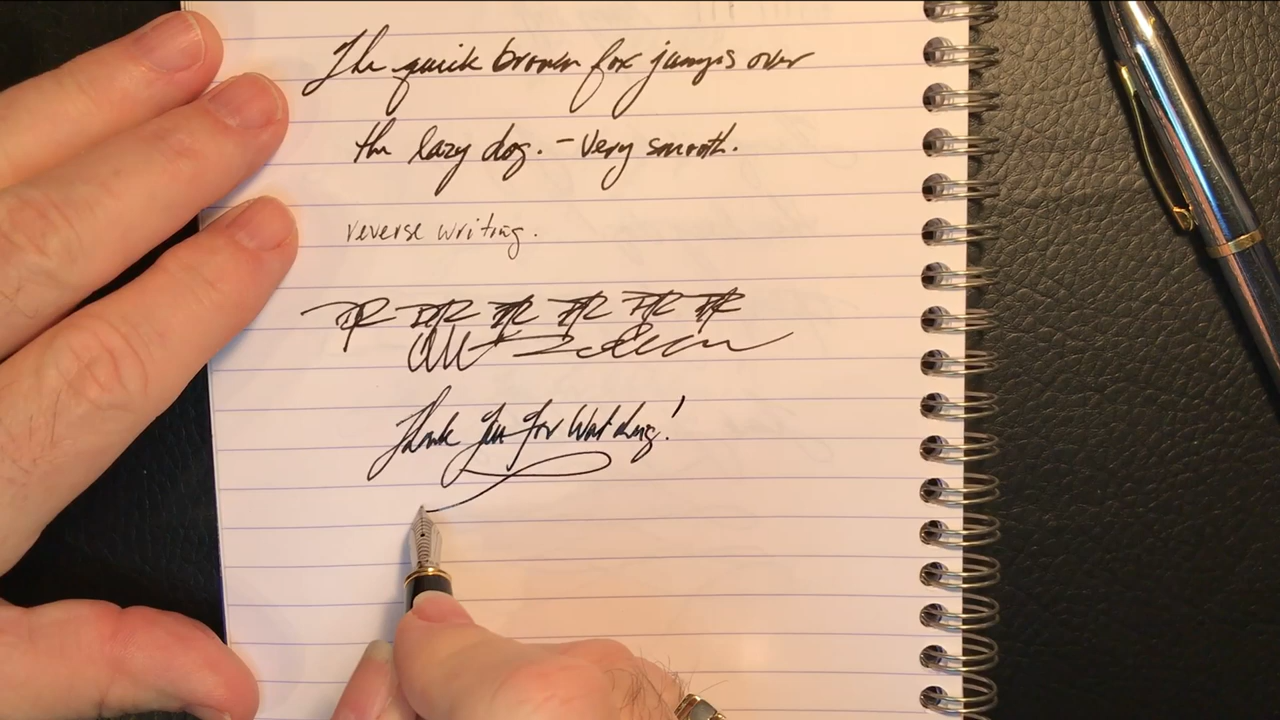 The quick brown fox jumps over
the lazy dog. - Very smooth.
reverse writing.
Thank You For Watching!